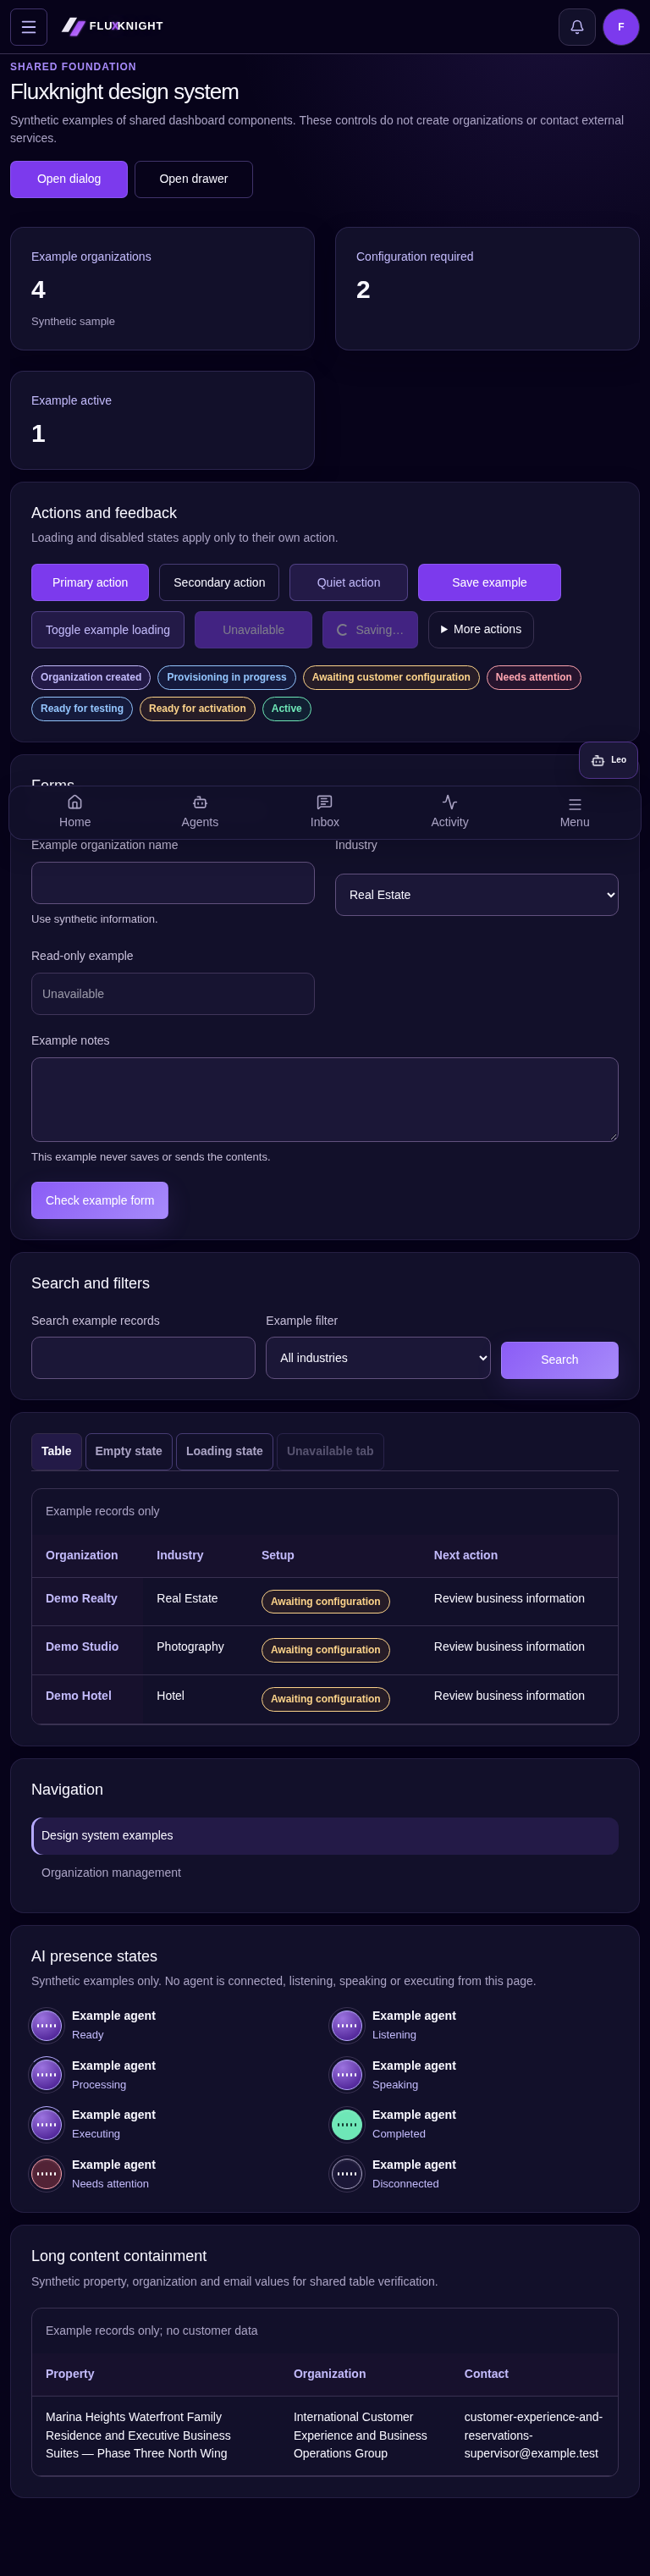 FLUXKNIGHT
F
SHARED FOUNDATION
Fluxknight design system
Synthetic examples of shared dashboard components. These controls do not create organizations or contact external
services.
Open dialog
Open drawer
Example organizations
4
Synthetic sample
Configuration required
2
Example active
1
Actions and feedback
Loading and disabled states apply only to their own action.
Primary action
Secondary action
Quiet action
Save example
Toggle example loading
Unavailable
Saving…
More actions
Organization created
Provisioning in progress
Awaiting customer configuration
Needs attention
Ready for testing
Ready for activation
Active
Leo
Forms
Home
Agents
Inbox
Activity
Menu
Example organization name
Industry
Real Estate
Use synthetic information.
Read-only example
Unavailable
Example notes
This example never saves or sends the contents.
Check example form
Search and filters
Search example records
Example filter
All industries
Search
Table
Empty state
Loading state
Unavailable tab
Example records only
Organization Industry Setup Next action
Demo Realty Real Estate Awaiting configuration Review business information
Demo Studio Photography Awaiting configuration Review business information
Demo Hotel Hotel Awaiting configuration Review business information
Navigation
Design system examples
Organization management
AI presence states
Synthetic examples only. No agent is connected, listening, speaking or executing from this page.
Example agent
Ready
Example agent
Listening
Example agent
Processing
Example agent
Speaking
Example agent
Executing
Example agent
Completed
Example agent
Needs attention
Example agent
Disconnected
Long content containment
Synthetic property, organization and email values for shared table verification.
Example records only; no customer data
Property Organization Contact
Marina Heights Waterfront Family
Residence and Executive Business
Suites — Phase Three North Wing
International Customer
Experience and Business
Operations Group
customer-experience-and-
reservations-
supervisor@example.test